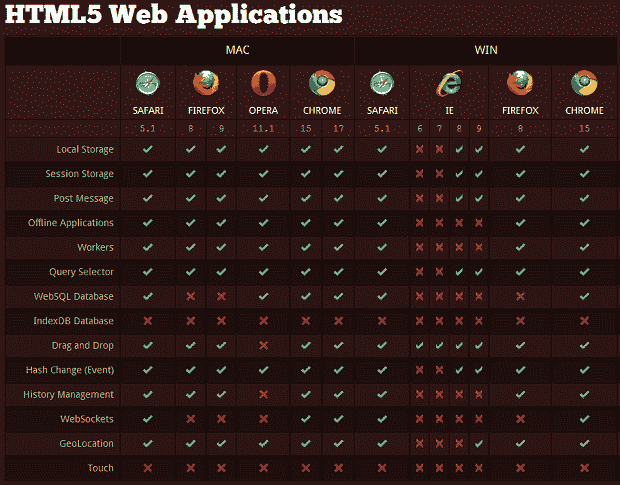 HTML5 Web Applications
MAC WIN
SAFARI FIREFOX OPERA CHROME SAFARI IE FIREFOX CHROME
5.1 8 9 11.1 15 17 5.1 6 7 8 9 8 15
Local Storage
Session Storage
Post Message
Offline Applications
Workers
Query Selector
WebSQL Database
IndexDB Database
Drag and Drop
Hash Change (Event)
History Management
WebSockets
GeoLocation
Touch